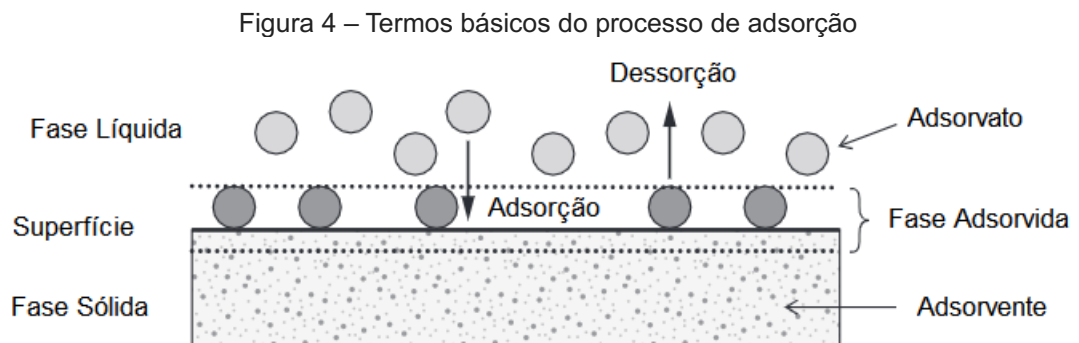 Figura 4 – Termos básicos do processo de adsorção
Dessorção
Fase Líquida
Adsorvato
Adsorção
Superfície
Fase Adsorvida
Fase Sólida
Adsorvente